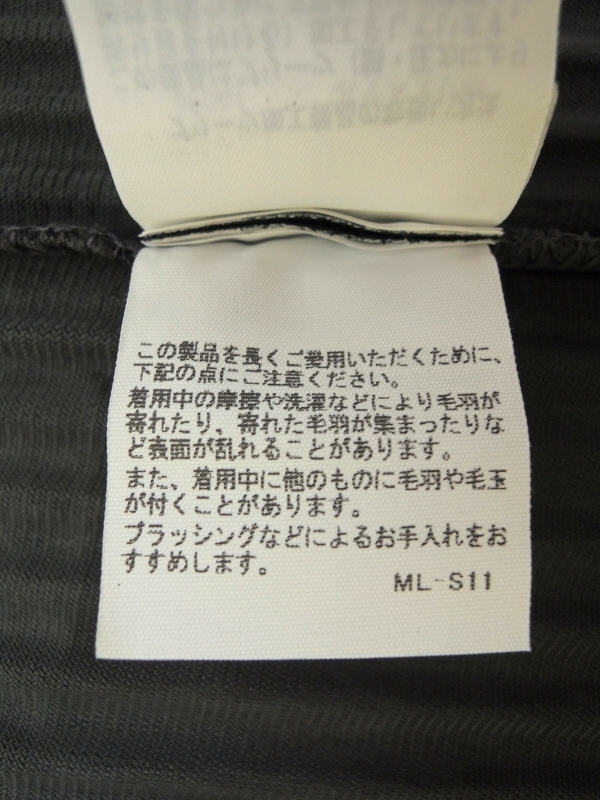 この製品を長くご愛用いただくために、
下記の点にご注意ください。
着用中の摩擦や洗濯などにより毛羽が
寄れたり、寄れた毛羽が集まったりな
ど表面が乱れることがあります。
また、着用中に他のものに毛羽や毛玉
が付くことがあります。
ブラッシングなどによるお手入れをお
すすめします。
ML-S11